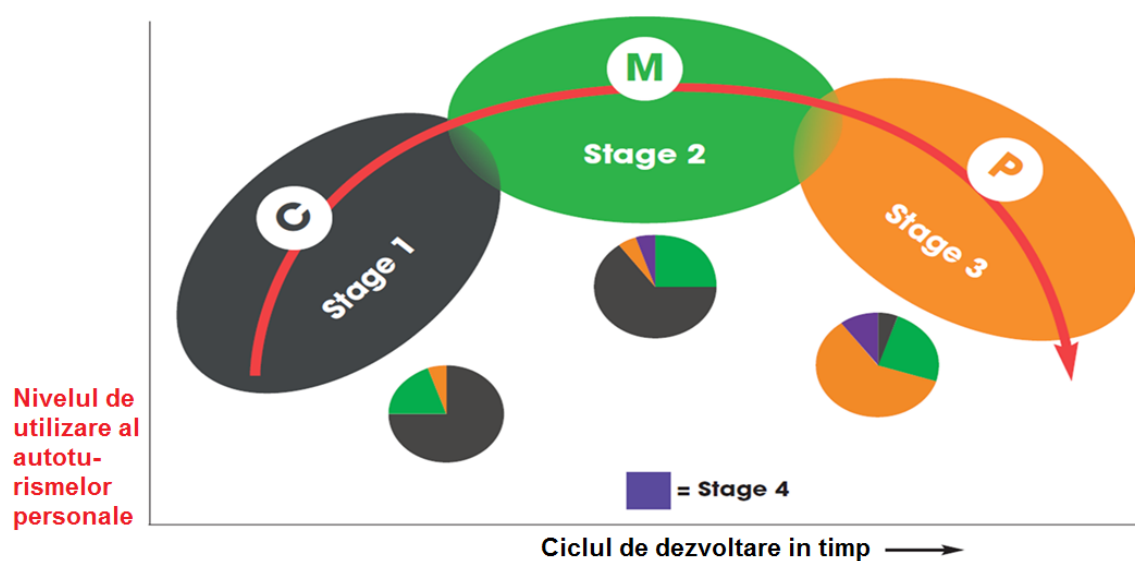 M
Stage 2
C
Stage 1
P
Stage 3
Nivelul de
utilizare al
autotu-
rismelor
personale
= Stage 4
Ciclul de dezvoltare in timp